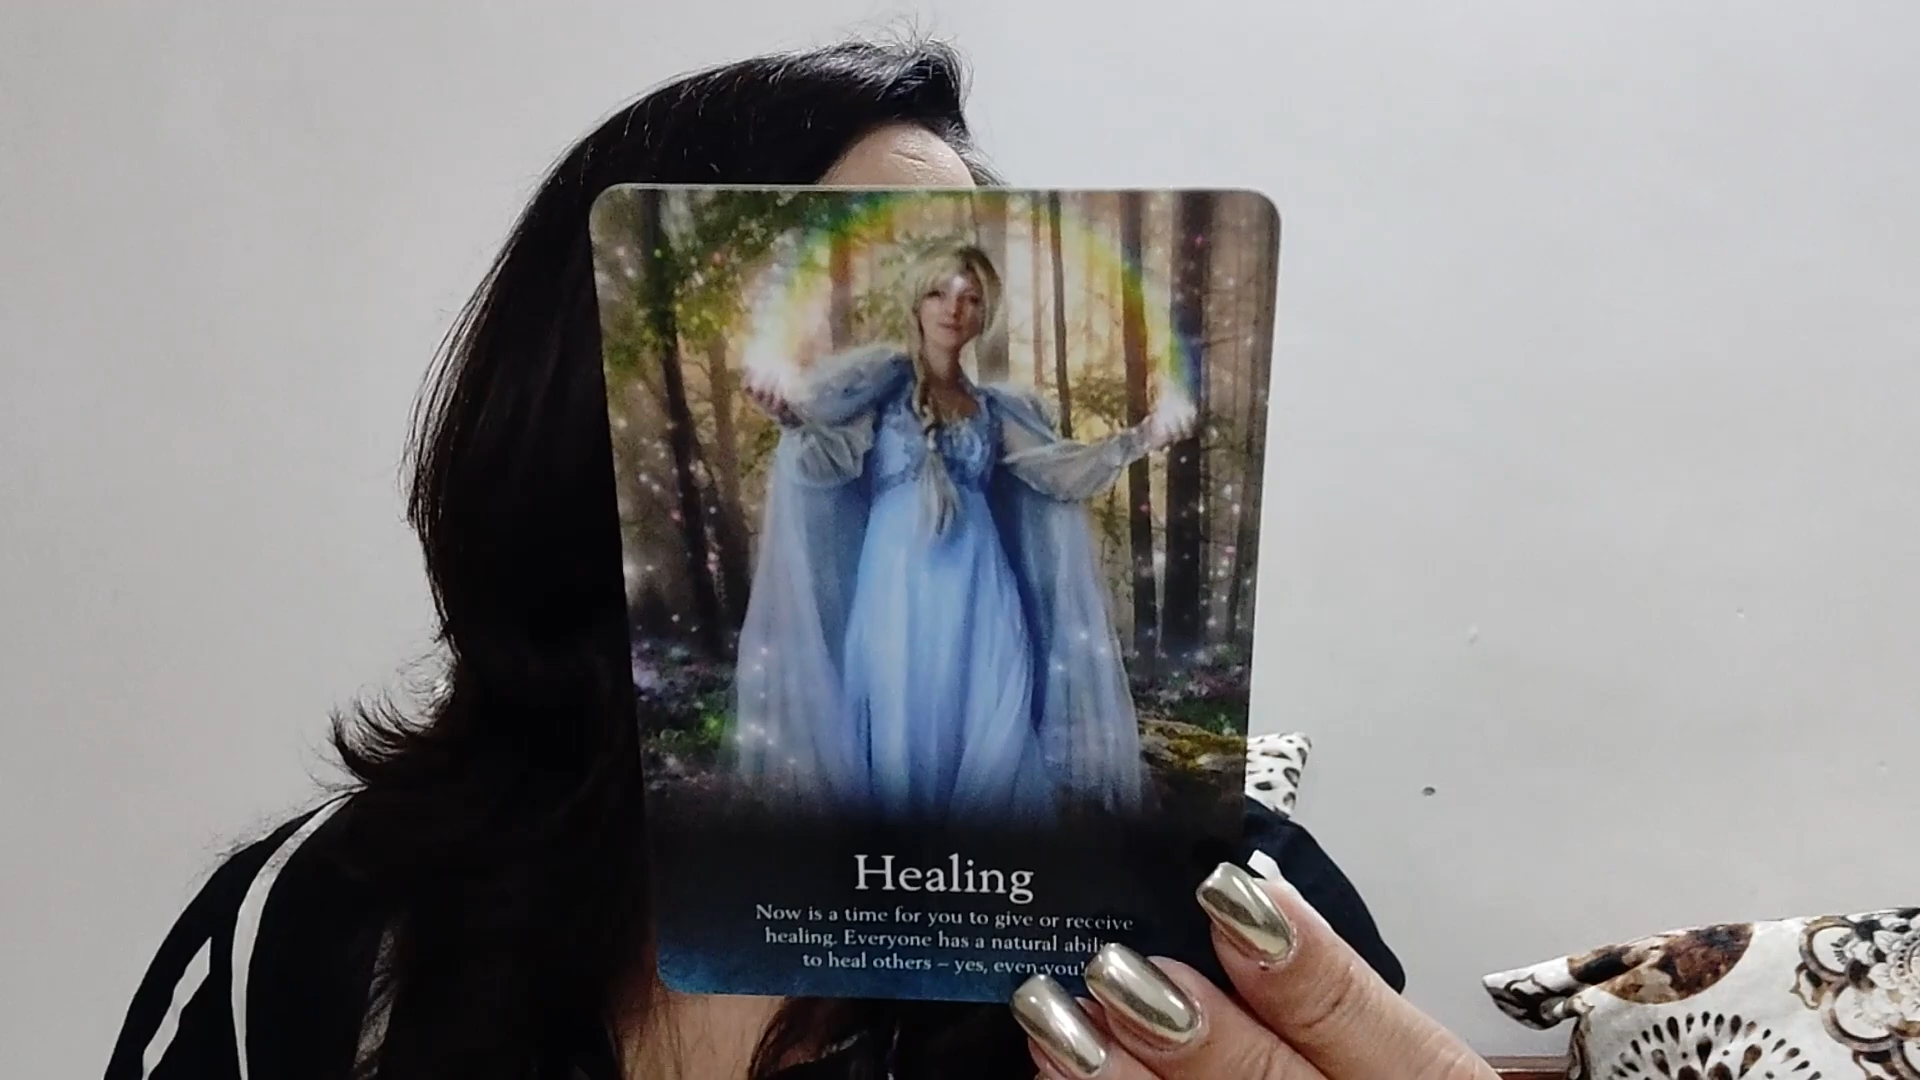 Healing
Now is a time for you to give or receive
healing. Everyone has a natural
to heal others – yes, even you!